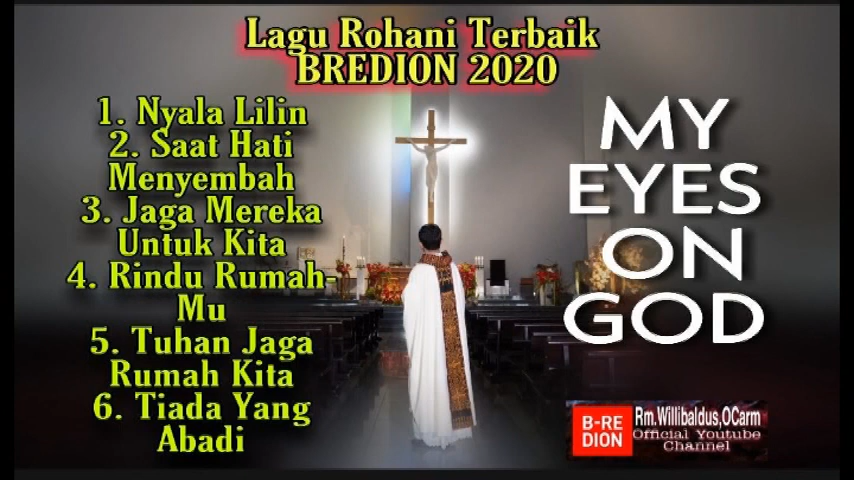 Lagu Rohani Terbaik
BREDION 2020
1. Nyala Lilin
2. Saat Hati
Menyembah
3. Jaga Mereka
Untuk Kita
4. Rindu Rumah-
Mu
5. Tuhan Jaga
Rumah Kita
6. Tiada Yang
Abadi
MY
EYES
ON
GOD
B-RE
DION
Rm.Willibaldus,OCarm
Official Youtube
Channel